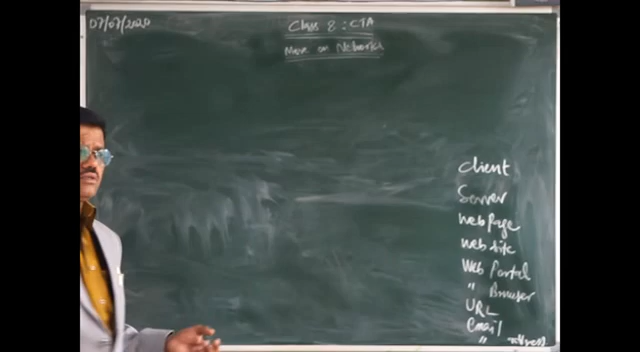 07/07/2020
Class 8: CTA
More on Networks
Client
Server
Web Page
Web site
Web Portal
" Browser
URL
Email
" address